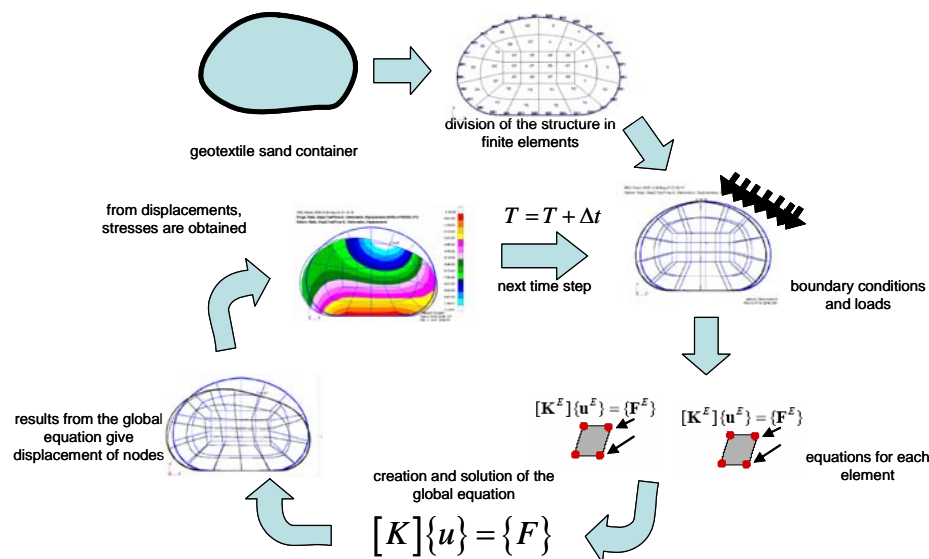 geotextile sand container
division of the structure in
finite elements
boundary conditions
and loads
[K^E]{u^E} = {F^E}
[K^E]{u^E} = {F^E}
equations for each
element
creation and solution of the
global equation
[K]{u} = {F}
results from the global
equation give
displacement of nodes
from displacements,
stresses are obtained
T = T + Δt
next time step